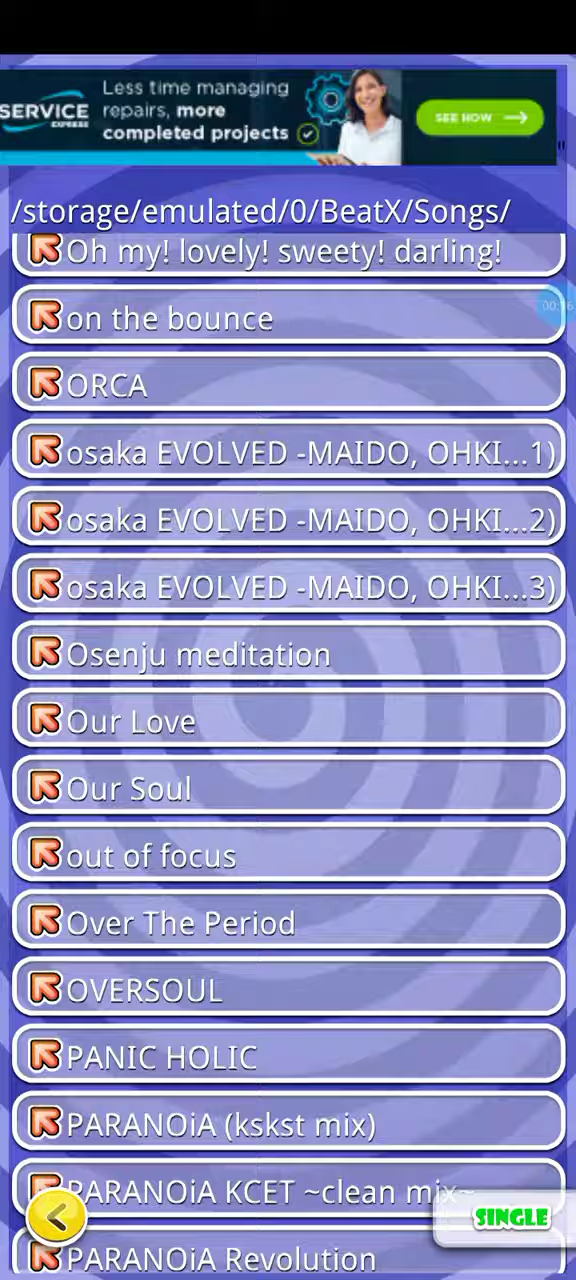 Less time managing
repairs, more
completed projects
SERVICE
EXPRESS
SEE NOW
/storage/emulated/0/BeatX/Songs/
Oh my! lovely! sweety! darling!
on the bounce
ORCA
osaka EVOLVED -MAIDO, OHKI...1)
osaka EVOLVED -MAIDO, OHKI...2)
osaka EVOLVED -MAIDO, OHKI...3)
Osenju meditation
Our Love
Our Soul
out of focus
Over The Period
OVERSOUL
PANIC HOLIC
PARANOiA (kskst mix)
PARANOiA KCET ~clean mix~
SINGLE
PARANOiA Revolution